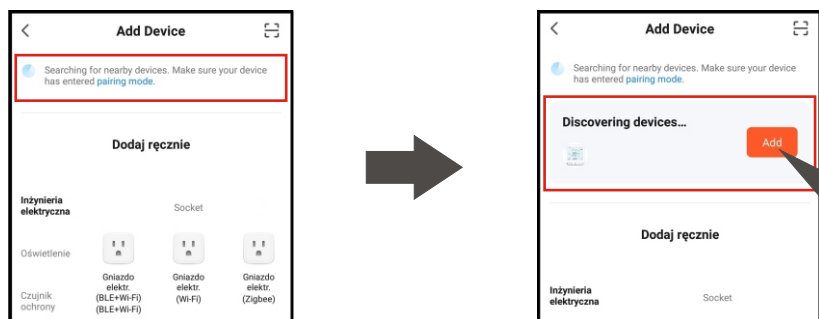 Add Device
Searching for nearby devices. Make sure your device
has entered pairing mode.
Dodaj ręcznie
Inżynieria
elektryczna
Socket
Oświetlenie
Gniazdo
elektr.
(BLE+Wi-Fi)
(BLE+Wi-Fi)
Gniazdo
elektr.
(Wi-Fi)
Gniazdo
elektr.
(Zigbee)
Czujnik
ochrony
Add Device
Searching for nearby devices. Make sure your device
has entered pairing mode.
Discovering devices...
Add
Dodaj ręcznie
Inżynieria
elektryczna
Socket